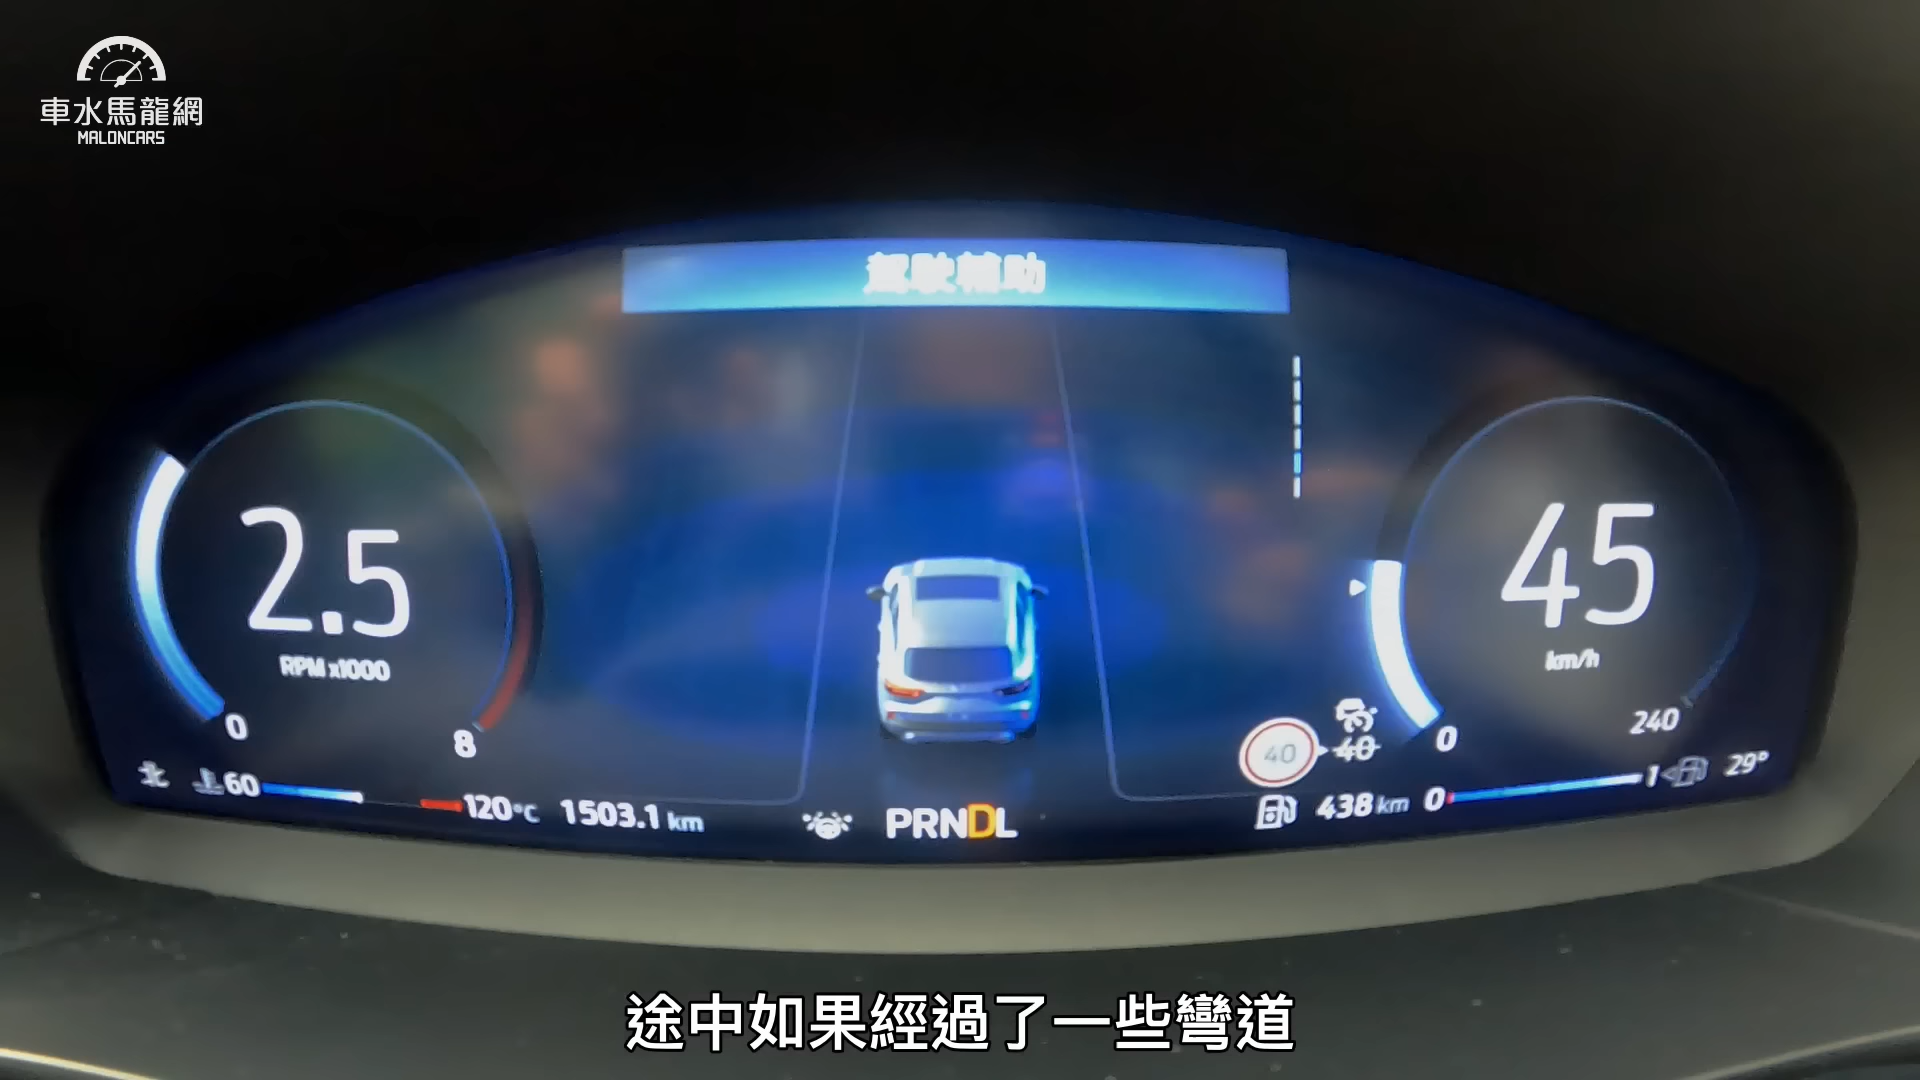 車水馬龍網
MALONCARS
駕駛輔助
2.5
RPM x1000
0
8
45
km/h
0
240
40
40
60
120°C
1503.1 km
PRNDL
438 km
0
1
29°
途中如果經過了一些彎道